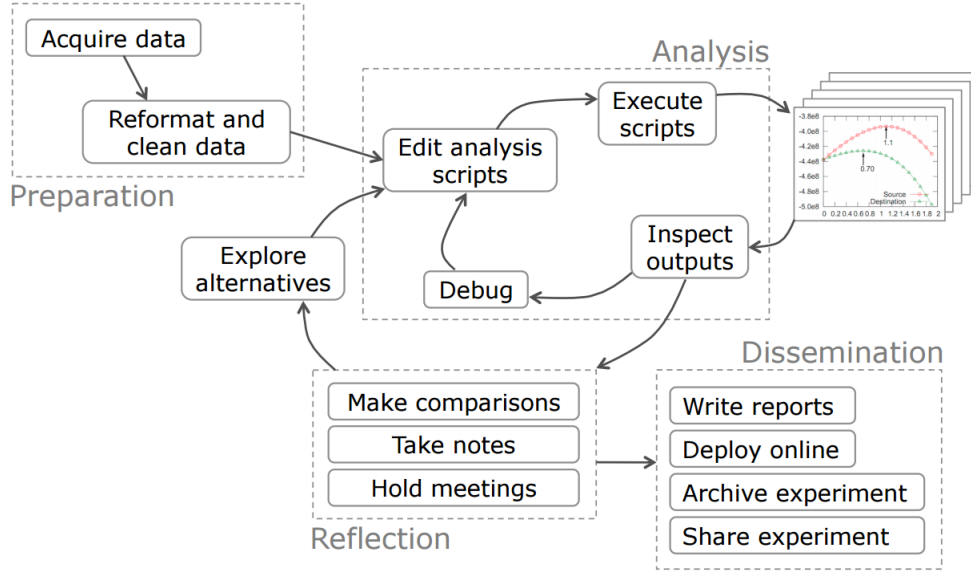 Acquire data
Reformat and
clean data
Preparation
Analysis
Edit analysis
scripts
Execute
scripts
-3.8e8
-4.0e8
-4.2e8
-4.4e8
-4.6e8
-4.8e8
-5.0e8
1.1
0.70
Source
Destination
0 0.2 0.4 0.6 0.8 1 1.2 1.4 1.6 1.8 2
Inspect
outputs
Debug
Explore
alternatives
Make comparisons
Take notes
Hold meetings
Reflection
Dissemination
Write reports
Deploy online
Archive experiment
Share experiment